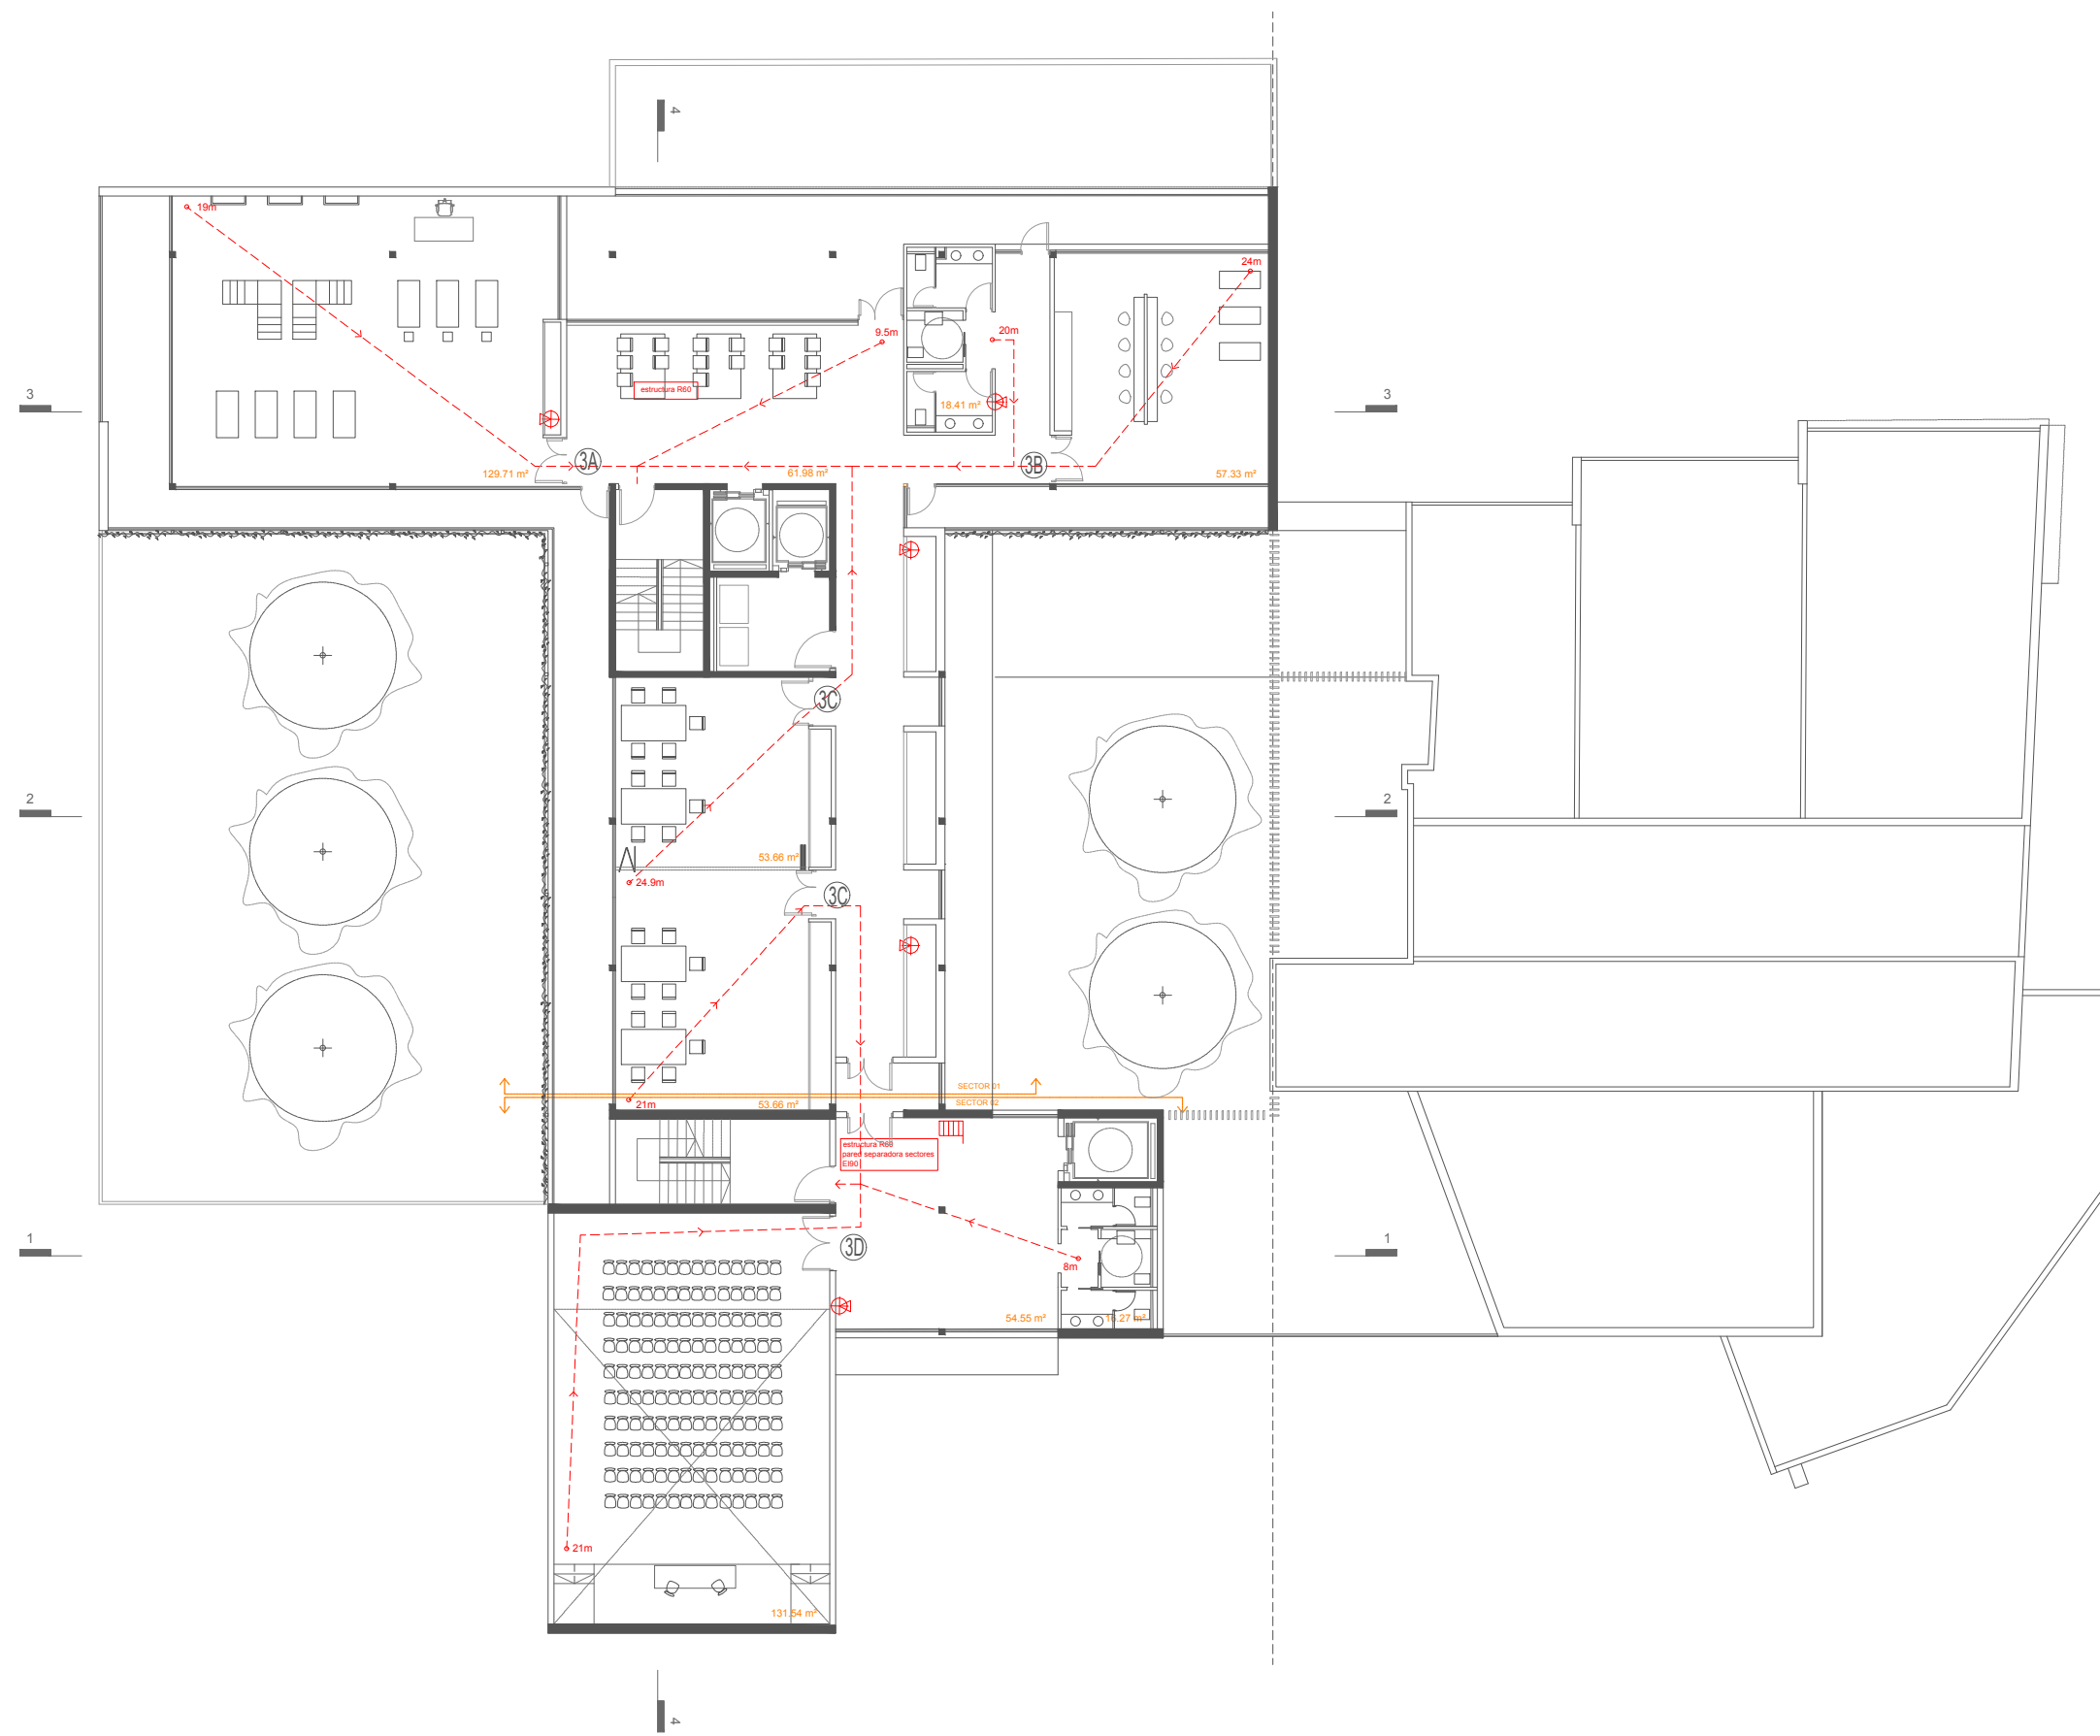 4
19m
24m
9.5m
20m
estructura R60
3
3
18.41 m²
3A
3B
129.71 m²
61.98 m²
57.33 m²
3C
2
2
53.66 m²
24.9m
3C
SECTOR 01
SECTOR 02
21m
53.66 m²
estructura R60
pared separadora sectores
EI90
1
1
3D
8m
54.55 m²
16.27 m²
21m
131.54 m²
4